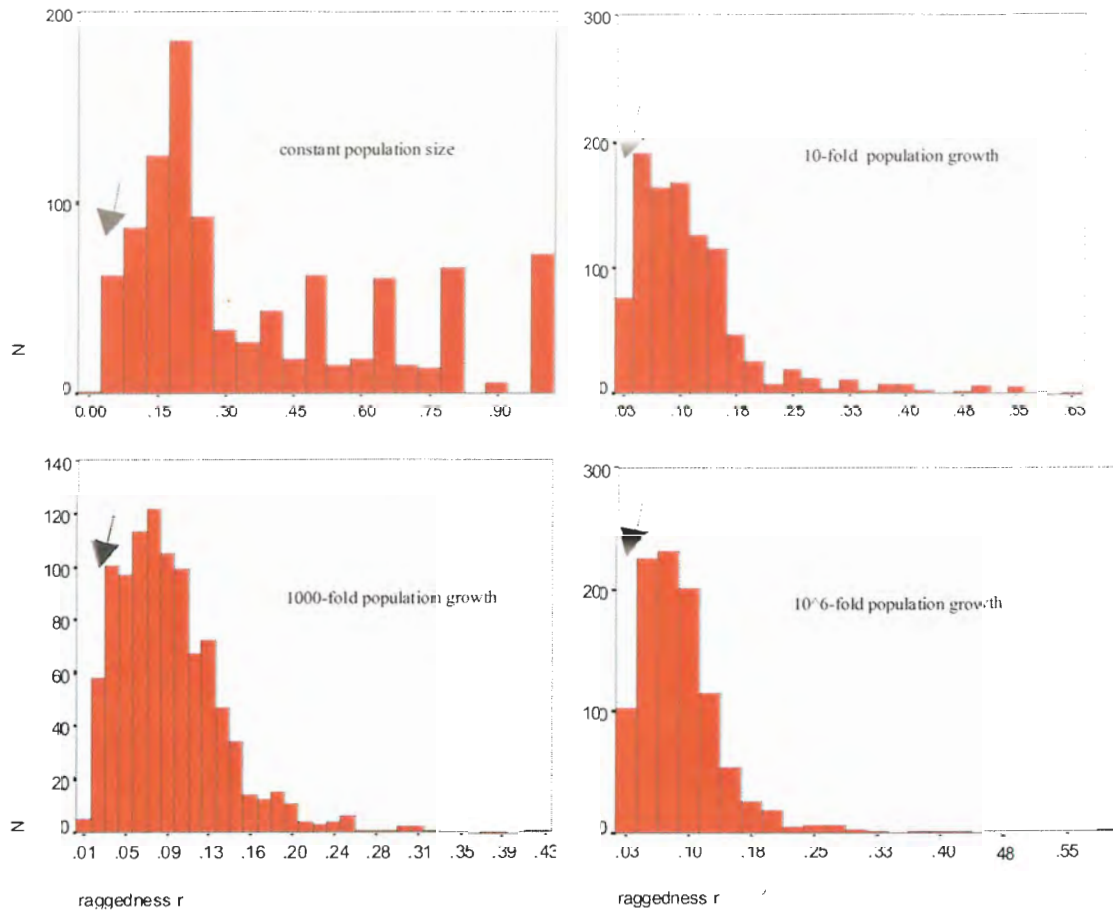 200
100
0
N
constant population size
0.00 .15 .30 .45 .60 .75 .90
300
200
100
0
10-fold population growth
.03 .10 .18 .25 .33 .40 .48 .55 .63
140
120
100
80
60
40
20
0
N
1000-fold population growth
.01 .05 .09 .13 .16 .20 .24 .28 .31 .35 .39 .43
raggedness r
300
200
100
0
10^6-fold population growth
.03 .10 .18 .25 .33 .40 .48 .55
raggedness r